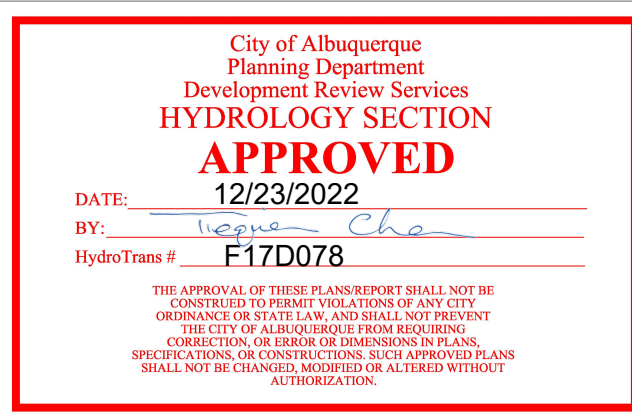 City of Albuquerque
Planning Department
Development Review Services
HYDROLOGY SECTION
APPROVED
DATE: 12/23/2022
BY:
HydroTrans # F17D078
THE APPROVAL OF THESE PLANS/REPORT SHALL NOT BE
CONSTRUED TO PERMIT VIOLATIONS OF ANY CITY
ORDINANCE OR STATE LAW, AND SHALL NOT PREVENT
THE CITY OF ALBUQUERQUE FROM REQUIRING
CORRECTION, OR ERROR OR DIMENSIONS IN PLANS,
SPECIFICATIONS, OR CONSTRUCTIONS. SUCH APPROVED PLANS
SHALL NOT BE CHANGED, MODIFIED OR ALTERED WITHOUT
AUTHORIZATION.